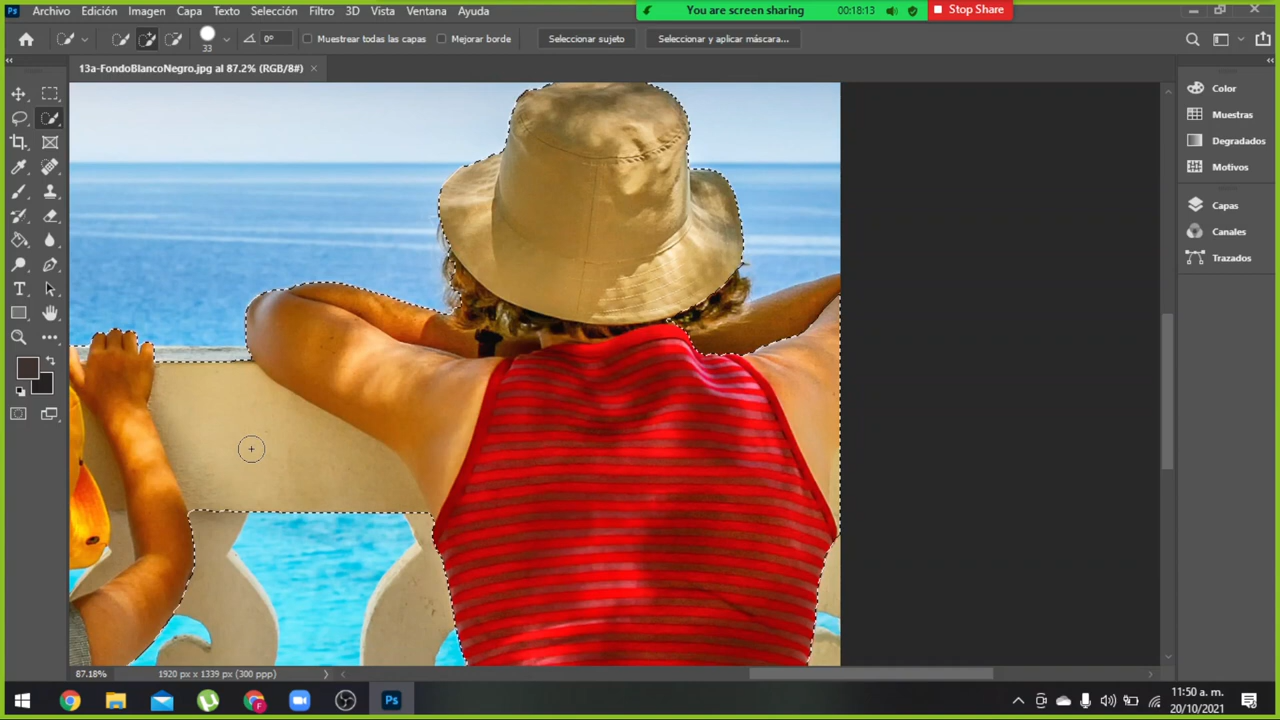 Ps Archivo Edición Imagen Capa Texto Selección Filtro 3D Vista Ventana Ayuda
You are screen sharing 00:18:13 Stop Share
33 0° Muestrear todas las capas Mejorar borde Seleccionar sujeto Seleccionar y aplicar máscara...
13a-FondoBlancoNegro.jpg al 87.2% (RGB/8#)
Color
Muestras
Degradados
Motivos
Capas
Canales
Trazados
87.18% 1920 px x 1339 px (300 ppp)
F Ps
11:50 a. m.
20/10/2021